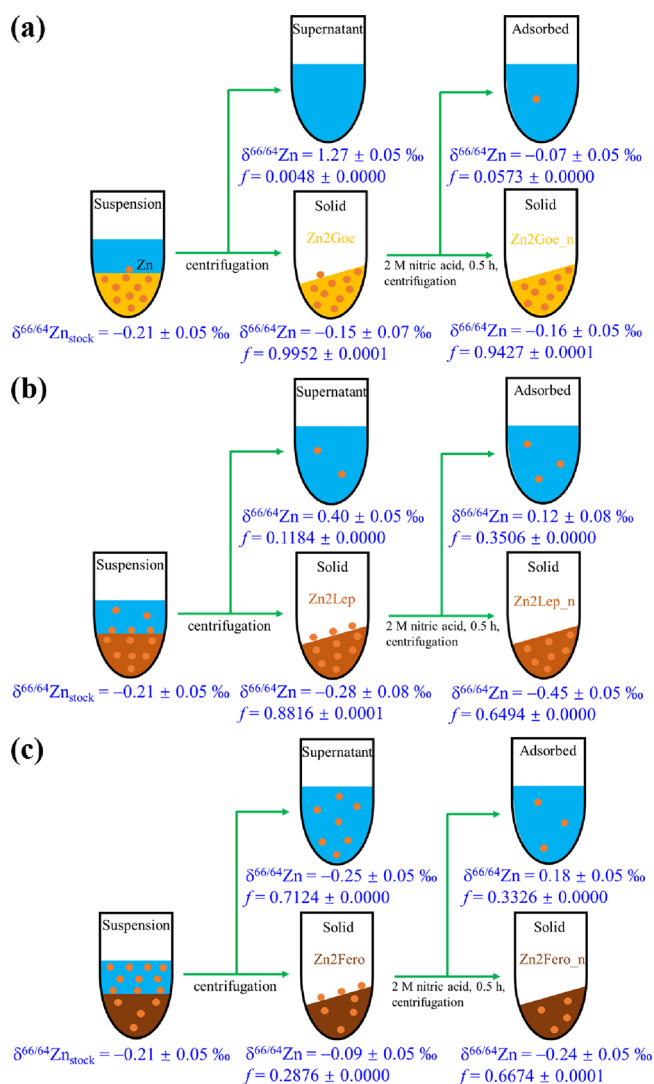 (a)
Supernatant
Adsorbed
δ66/64Zn = 1.27 ± 0.05 ‰
f = 0.0048 ± 0.0000
δ66/64Zn = −0.07 ± 0.05 ‰
f = 0.0573 ± 0.0000
Suspension
Zn
centrifugation
Solid
Zn2Goe
2 M nitric acid, 0.5 h,
centrifugation
Solid
Zn2Goe_n
δ66/64Znstock = −0.21 ± 0.05 ‰
δ66/64Zn = −0.15 ± 0.07 ‰
f = 0.9952 ± 0.0001
δ66/64Zn = −0.16 ± 0.05 ‰
f = 0.9427 ± 0.0001
(b)
Supernatant
Adsorbed
δ66/64Zn = 0.40 ± 0.05 ‰
f = 0.1184 ± 0.0000
δ66/64Zn = 0.12 ± 0.08 ‰
f = 0.3506 ± 0.0000
Suspension
centrifugation
Solid
Zn2Lep
2 M nitric acid, 0.5 h,
centrifugation
Solid
Zn2Lep_n
δ66/64Znstock = −0.21 ± 0.05 ‰
δ66/64Zn = −0.28 ± 0.08 ‰
f = 0.8816 ± 0.0001
δ66/64Zn = −0.45 ± 0.05 ‰
f = 0.6494 ± 0.0000
(c)
Supernatant
Adsorbed
δ66/64Zn = −0.25 ± 0.05 ‰
f = 0.7124 ± 0.0000
δ66/64Zn = 0.18 ± 0.05 ‰
f = 0.3326 ± 0.0000
Suspension
centrifugation
Solid
Zn2Fero
2 M nitric acid, 0.5 h,
centrifugation
Solid
Zn2Fero_n
δ66/64Znstock = −0.21 ± 0.05 ‰
δ66/64Zn = −0.09 ± 0.05 ‰
f = 0.2876 ± 0.0000
δ66/64Zn = −0.24 ± 0.05 ‰
f = 0.6674 ± 0.0001